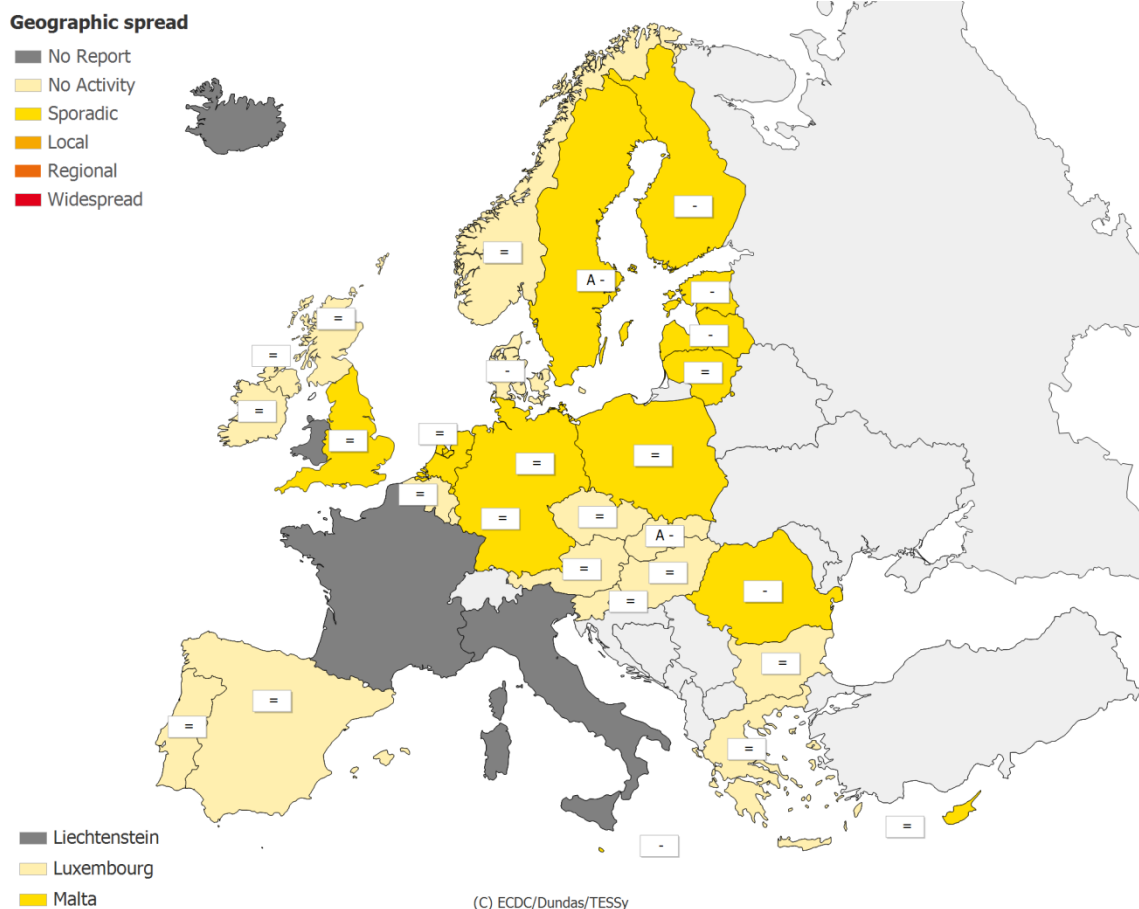 Geographic spread
No Report
No Activity
Sporadic
Local
Regional
Widespread
-
=
A -
-
=
-
=
=
-
=
=
=
=
=
=
=
=
A -
=
=
=
-
=
=
=
=
=
-
Liechtenstein
Luxembourg
Malta
(C) ECDC/Dundas/TESSy